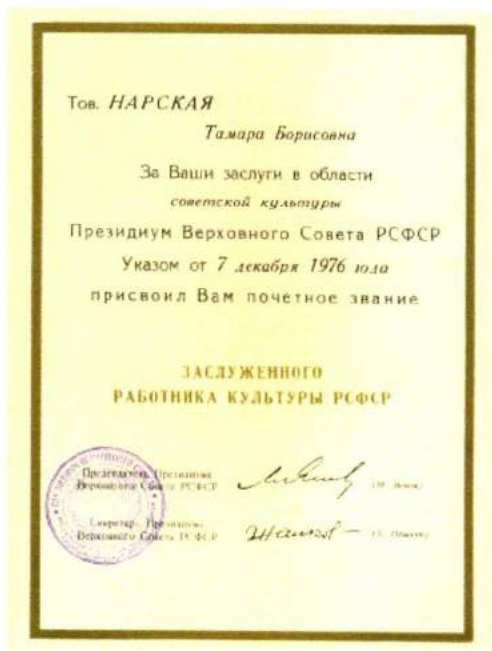 Тов. НАРСКАЯ
Тамара Борисовна
За Ваши заслуги в области
советской культуры
Президиум Верховного Совета РСФСР
Указом от 7 декабря 1976 года
присвоил Вам почетное звание
ЗАСЛУЖЕННОГО
РАБОТНИКА КУЛЬТУРЫ РСФСР
Председатель Президиума
Верховного Совета РСФСР
Секретарь Президиума
Верховного Совета РСФСР